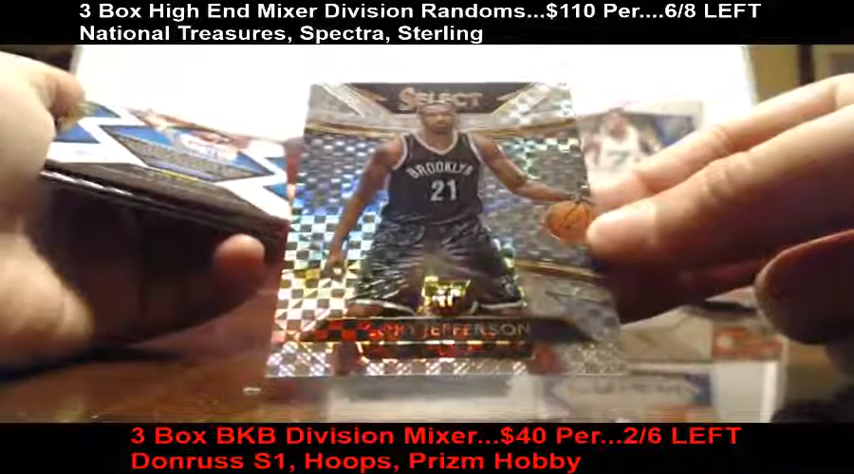 3 Box High End Mixer Division Randoms...$110 Per....6/8 LEFT
National Treasures, Spectra, Sterling
SELECT
BROOKLYN
21
CORY JEFFERSON
3 Box BKB Division Mixer...$40 Per...2/6 LEFT
Donruss S1, Hoops, Prizm Hobby